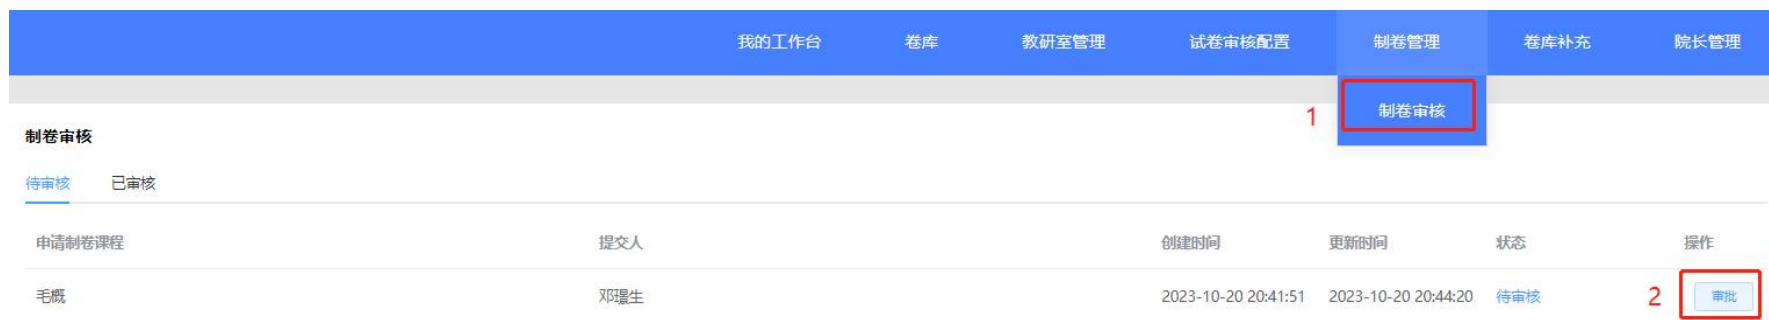 我的工作台 卷库 教研室管理 试卷审核配置 制卷管理 卷库补充 院长管理
1 制卷审核
制卷审核
待审核 已审核
申请制卷课程 提交人 创建时间 更新时间 状态 操作
毛概 邓璟生 2023-10-20 20:41:51 2023-10-20 20:44:20 待审核 2 审批